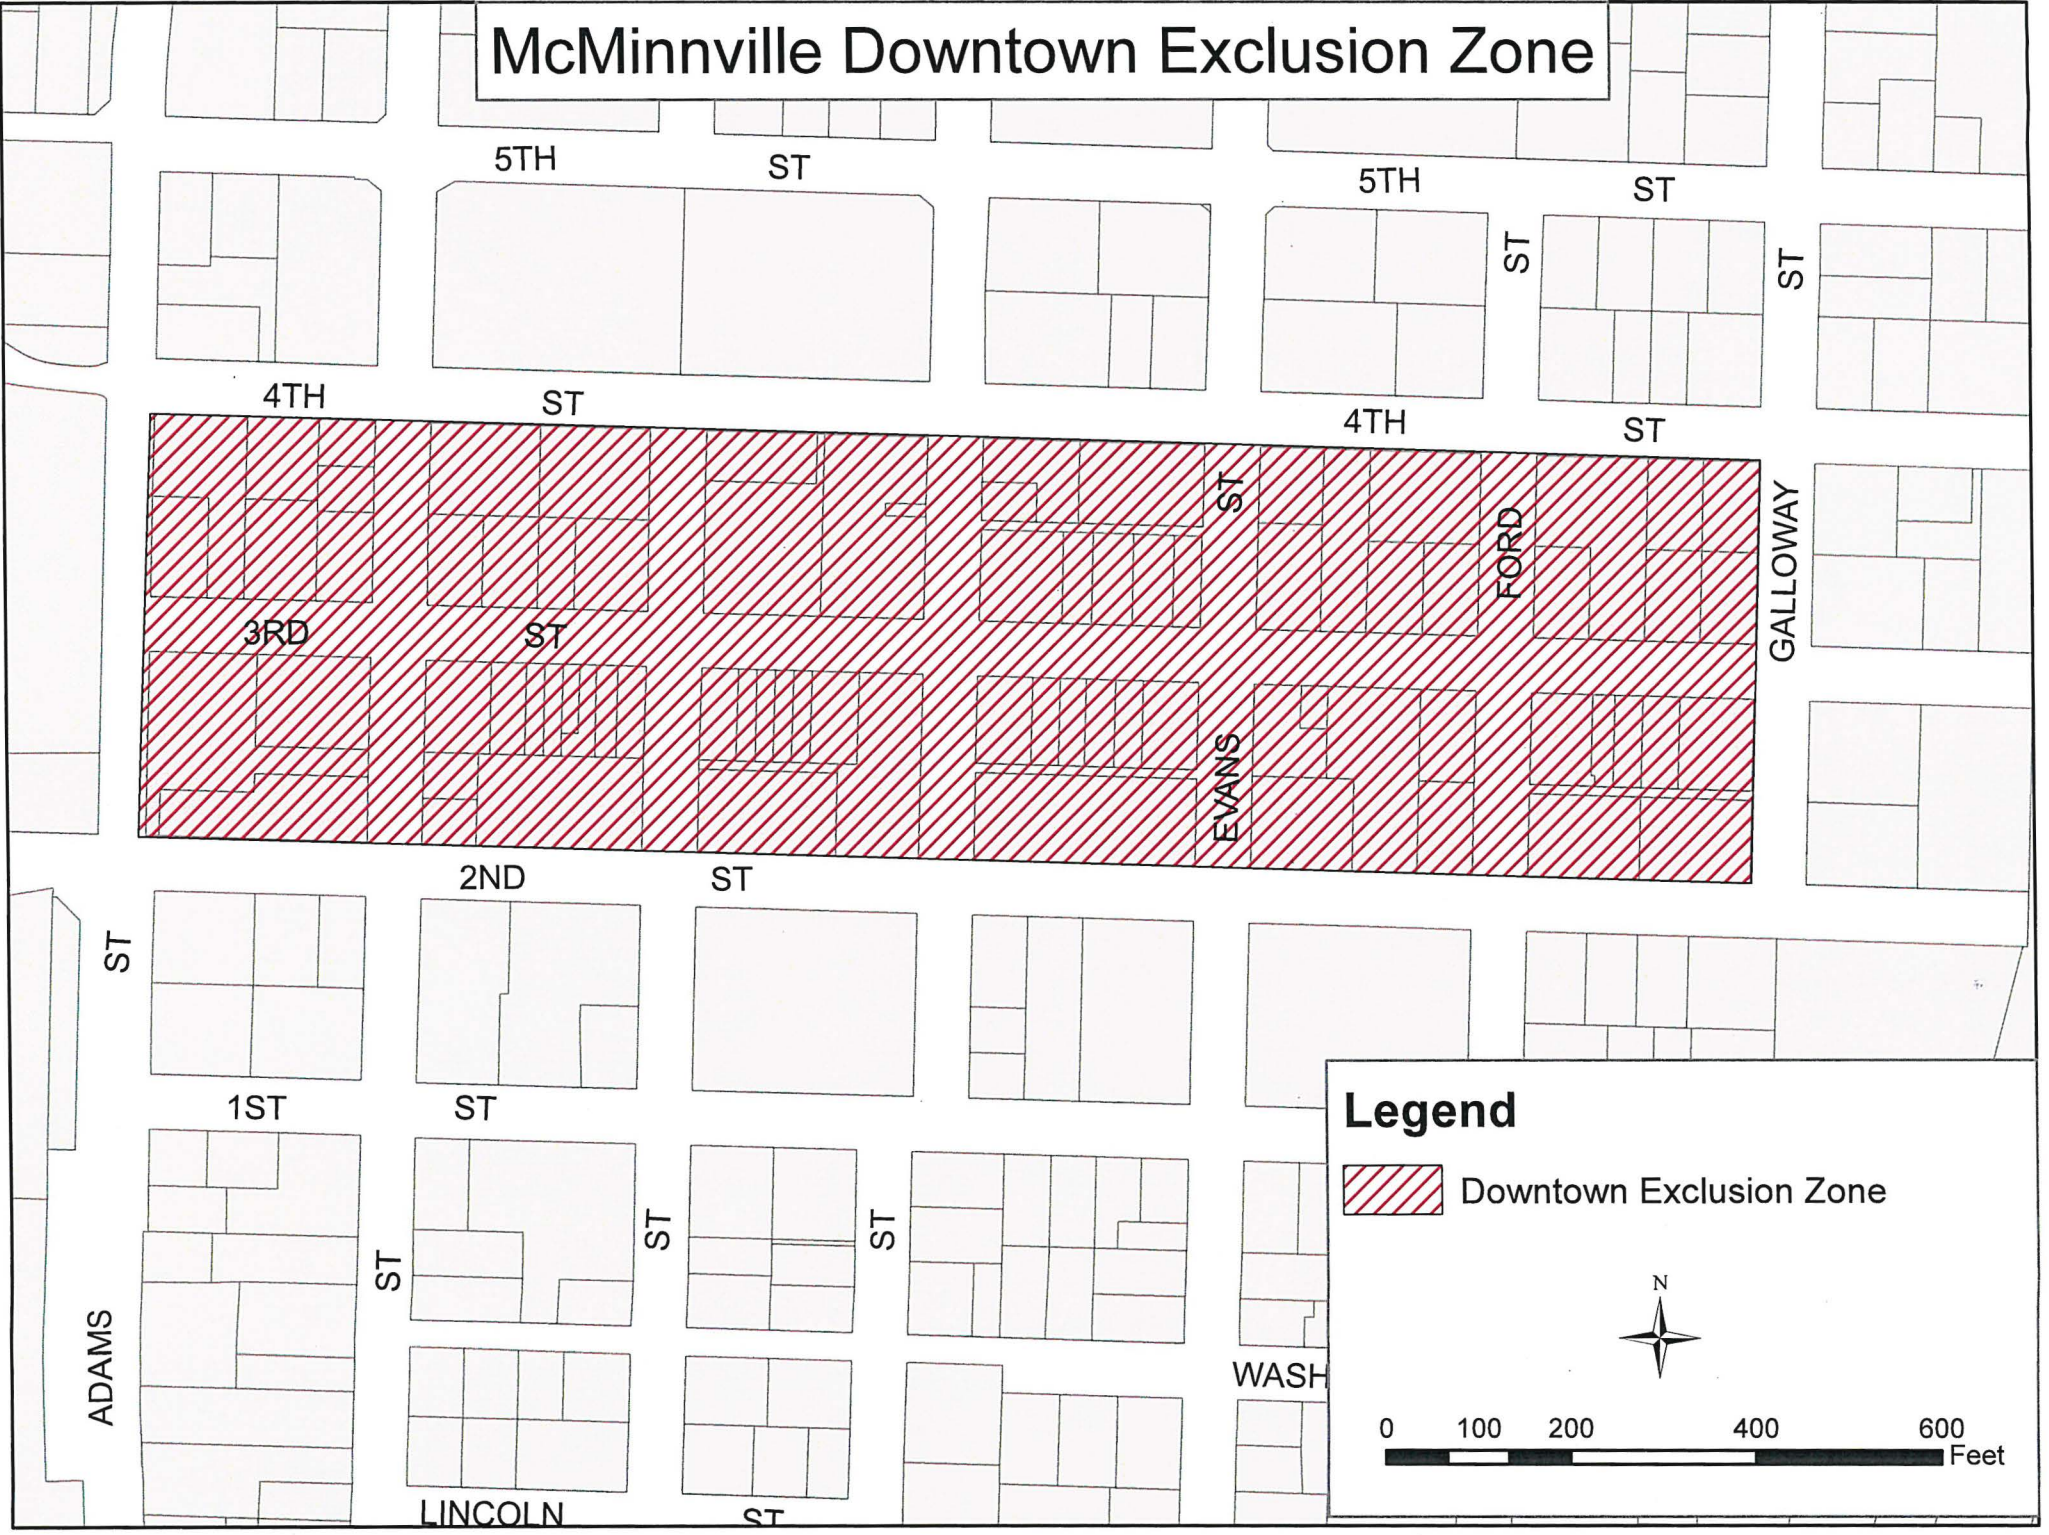 McMinnville Downtown Exclusion Zone
5TH ST
5TH ST
ST
ST
4TH ST
4TH ST
ST
FORD
GALLOWAY
3RD ST
EVANS
2ND ST
ST
1ST ST
ST
ST
ST
ADAMS
WASH
LINCOLN ST
Legend
Downtown Exclusion Zone
N
0 100 200 400 600
Feet